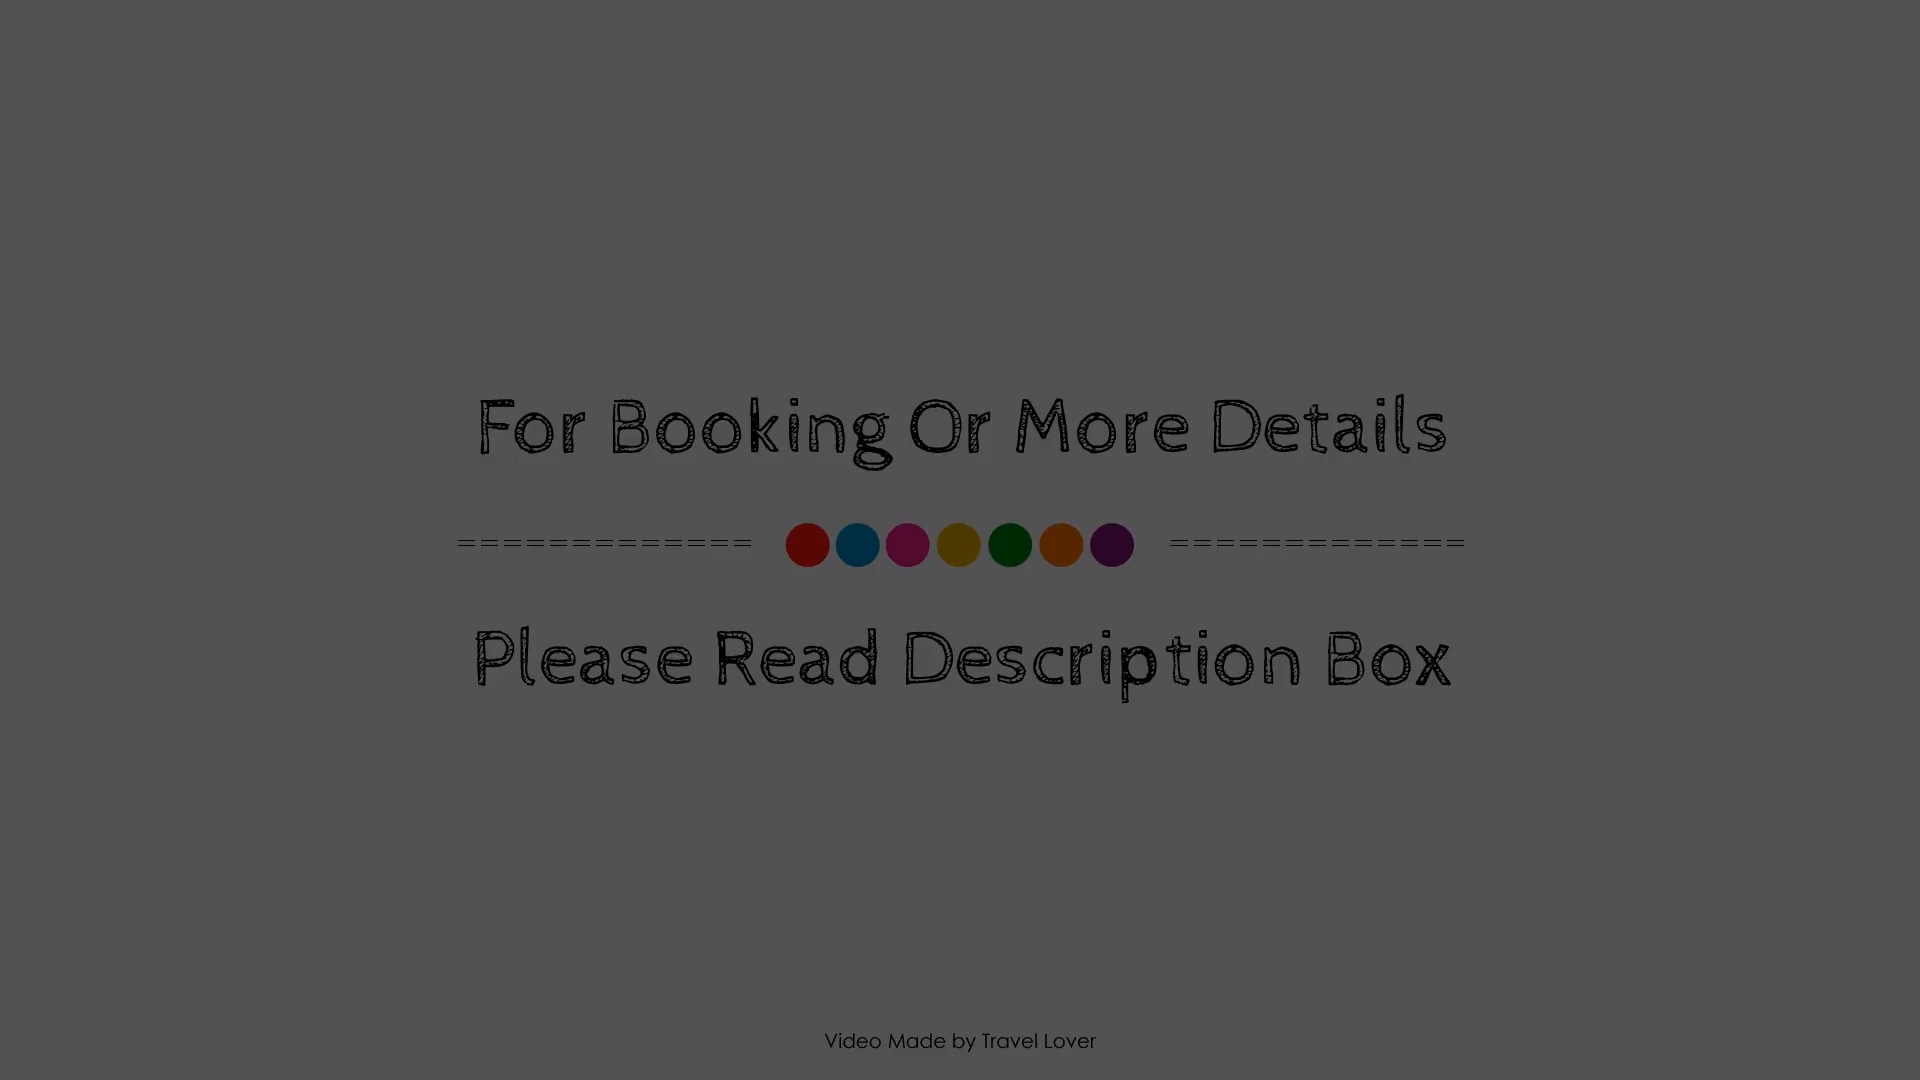 For Booking Or More Details
============= =============
Please Read Description Box
Video Made by Travel Lover